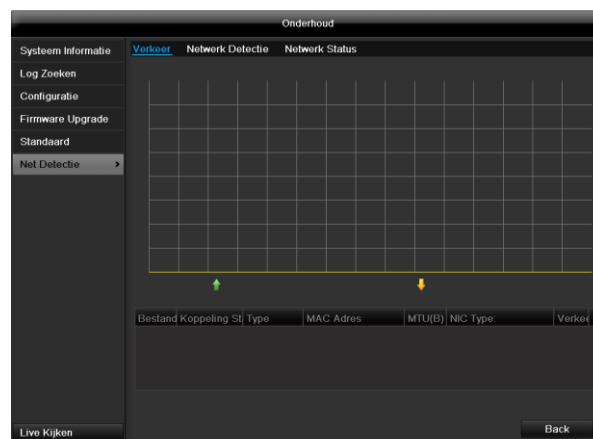 Onderhoud
Systeem Informatie
Log Zoeken
Configuratie
Firmware Upgrade
Standaard
Net Detectie >
Live Kijken
Verkeer Netwerk Detectie Netwerk Status
Bestand Koppeling St Type MAC Adres MTU(B) NIC Type: Verkee
Back